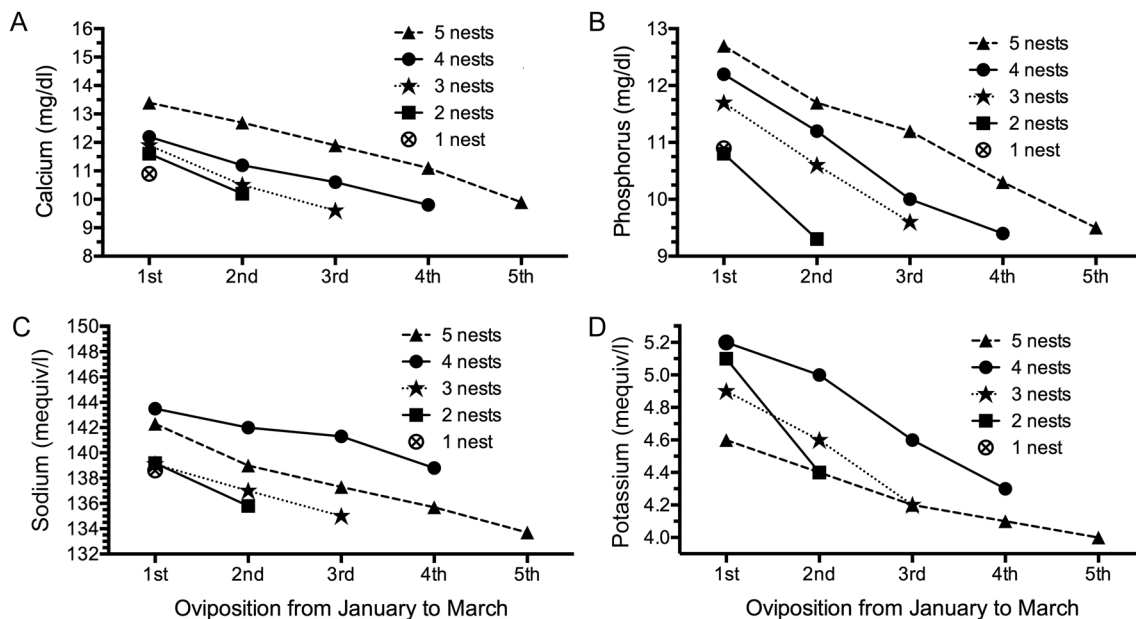 A
Calcium (mg/dl)
16
15
14
13
12
11
10
9
8
5 nests
4 nests
3 nests
2 nests
1 nest
1st 2nd 3rd 4th 5th
B
Phosphorus (mg/dl)
13
12
11
10
9
5 nests
4 nests
3 nests
2 nests
1 nest
1st 2nd 3rd 4th 5th
C
Sodium (mequiv/l)
150
148
146
144
142
140
138
136
134
132
5 nests
4 nests
3 nests
2 nests
1 nest
1st 2nd 3rd 4th 5th
Oviposition from January to March
D
Potassium (mequiv/l)
5.2
5.0
4.8
4.6
4.4
4.2
4.0
5 nests
4 nests
3 nests
2 nests
1 nest
1st 2nd 3rd 4th 5th
Oviposition from January to March